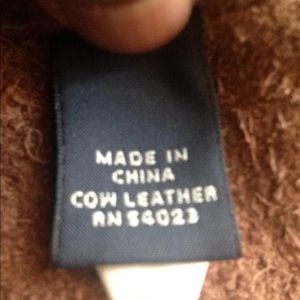 MADE IN
CHINA
COW LEATHER
RN 54023